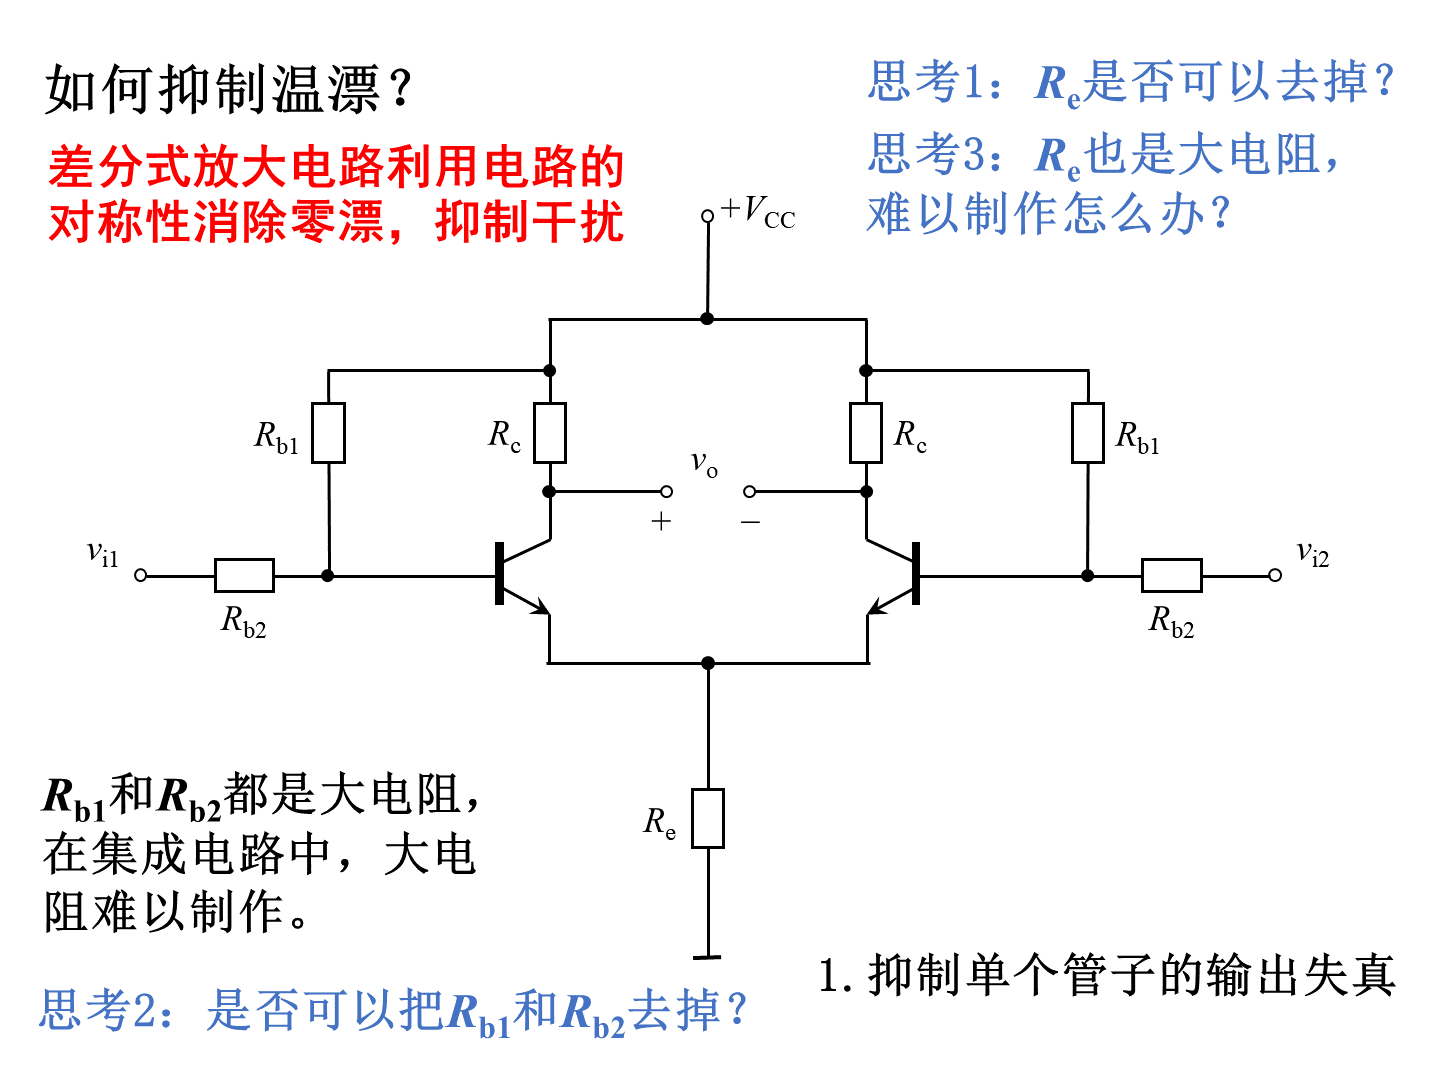 如何抑制温漂？
差分式放大电路利用电路的
对称性消除零漂，抑制干扰
思考1：Re是否可以去掉？
思考3：Re也是大电阻，
难以制作怎么办？
+VCC
Rb1
Rc
vo
Rc
Rb1
+
−
vi1
vi2
Rb2
Rb2
Re
Rb1和Rb2都是大电阻，
在集成电路中，大电
阻难以制作。
思考2：是否可以把Rb1和Rb2去掉？
1.抑制单个管子的输出失真